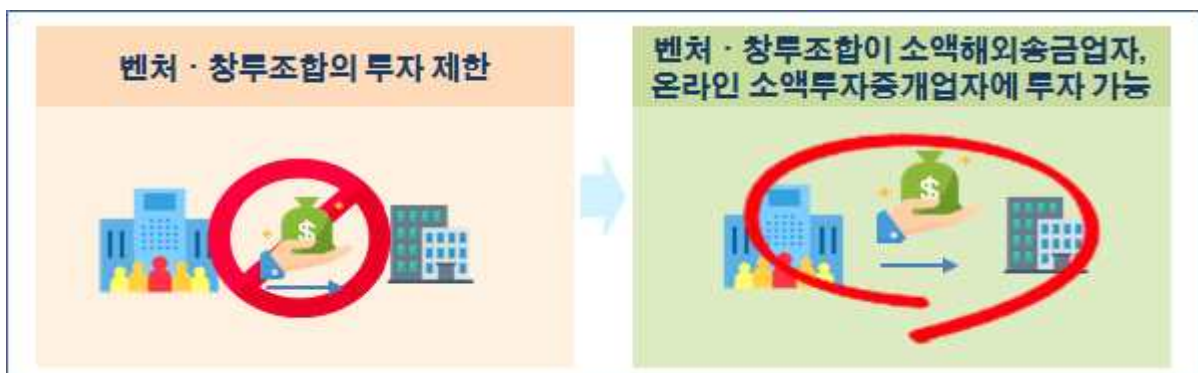 벤처 · 창투조합의 투자 제한
벤처 · 창투조합이 소액해외송금업자,
온라인 소액투자중개업자에 투자 가능
$
$